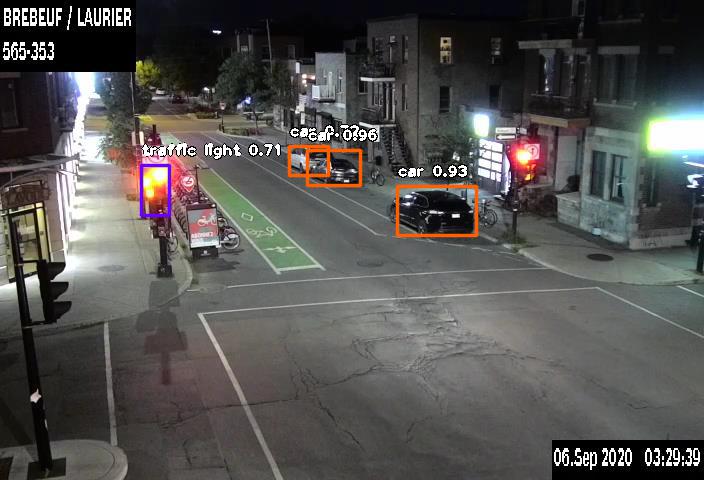 BREBEUF / LAURIER
565-353
traffic light 0.71
car 0.96
car 0.93
06.Sep 2020 03:29:39